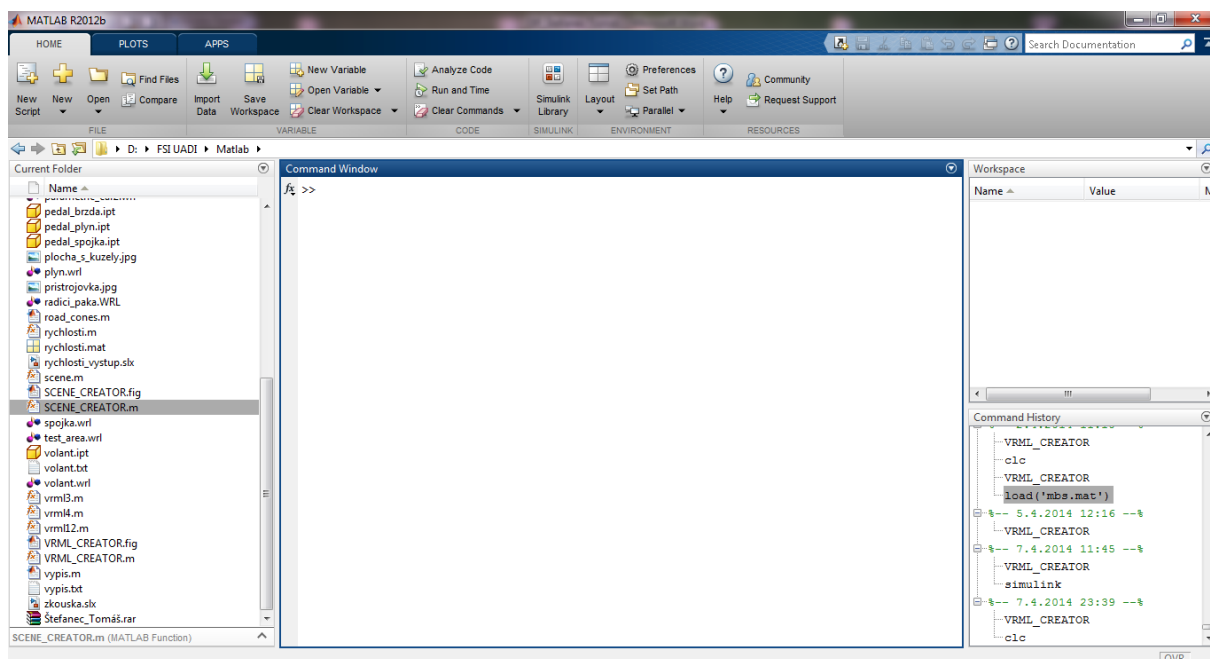 MATLAB R2012b
HOME PLOTS APPS
Search Documentation
New Script
New
Open
Find Files
Compare
Import Data
Save Workspace
New Variable
Open Variable
Clear Workspace
Analyze Code
Run and Time
Clear Commands
Simulink Library
Layout
Preferences
Set Path
Parallel
Help
Community
Request Support
FILE VARIABLE CODE SIMULINK ENVIRONMENT RESOURCES
D: FSI UADI Matlab
Current Folder
Name
pedal_brzda.ipt
pedal_plyn.ipt
pedal_spojka.ipt
plocha_s_kuzely.jpg
plyn.wrl
pristrojovka.jpg
radici_paka.WRL
road_cones.m
rychlosti.m
rychlosti.mat
rychlosti_vystup.slx
scene.m
SCENE_CREATOR.fig
SCENE_CREATOR.m
spojka.wrl
test_area.wrl
volant.ipt
volant.txt
volant.wrl
vrml3.m
vrml4.m
vrml12.m
VRML_CREATOR.fig
VRML_CREATOR.m
vypis.m
vypis.txt
zkouska.slx
Štefanec_Tomáš.rar
SCENE_CREATOR.m (MATLAB Function)
Command Window
fx >>
Workspace
Name Value
Command History
VRML_CREATOR
clc
VRML_CREATOR
load('mbs.mat')
%-- 5.4.2014 12:16 --%
VRML_CREATOR
%-- 7.4.2014 11:45 --%
VRML_CREATOR
simulink
%-- 7.4.2014 23:39 --%
VRML_CREATOR
clc
OVR